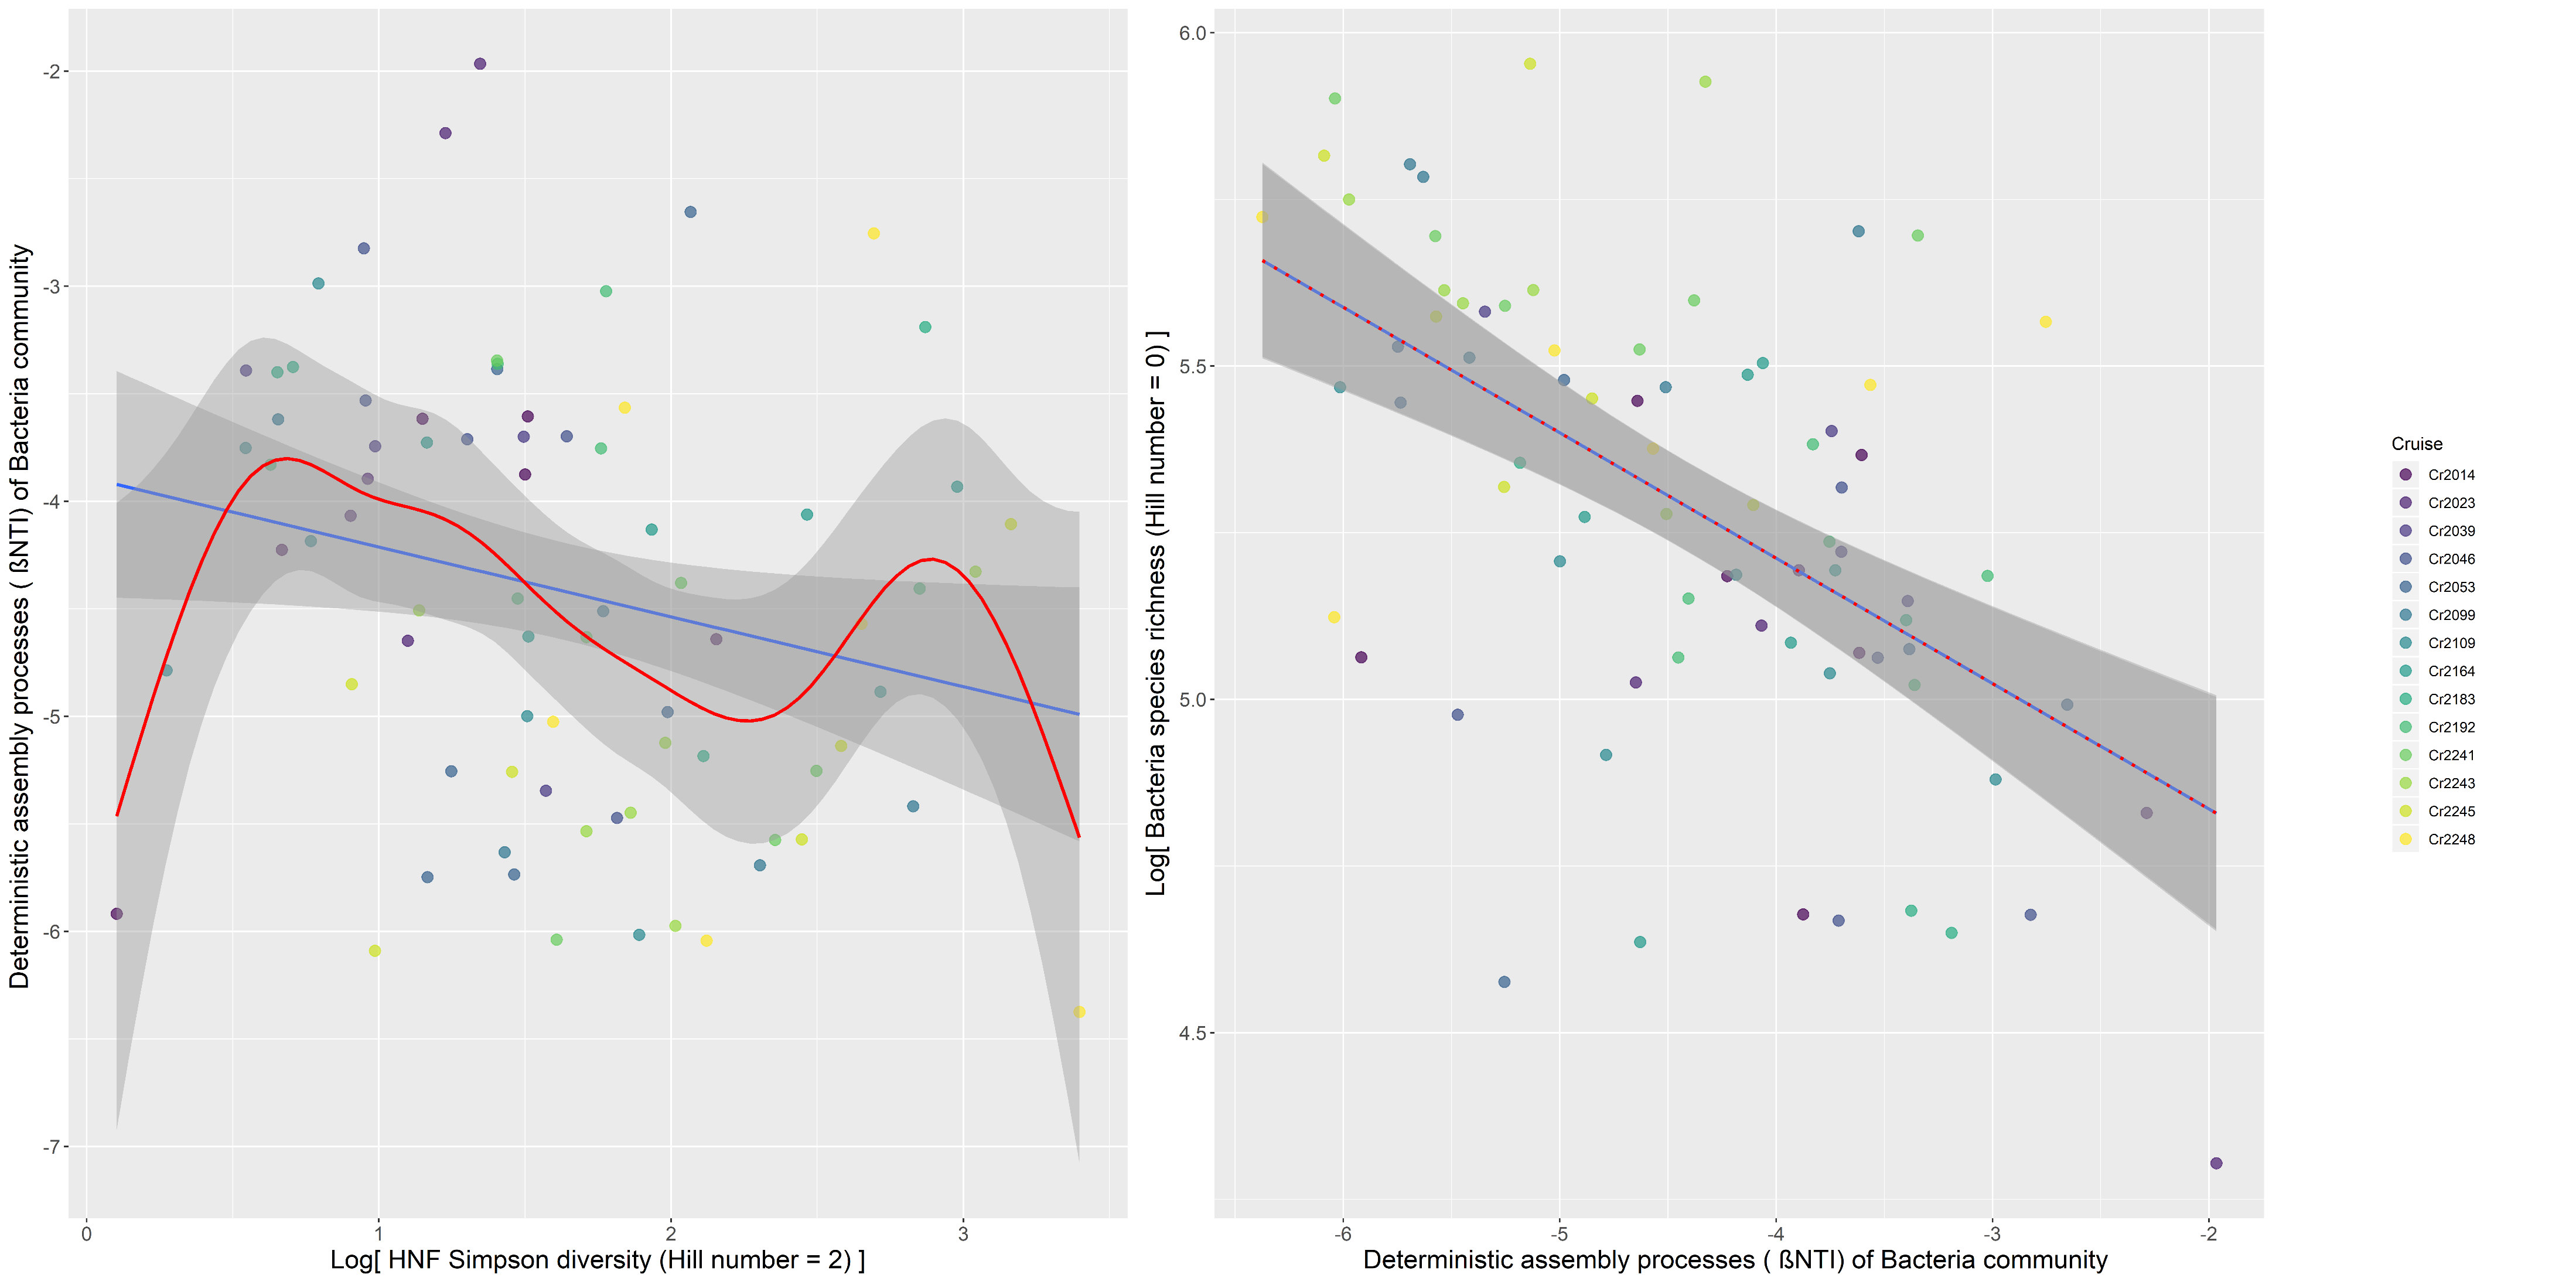 Deterministic assembly processes ( ßNTI) of Bacteria community
-2
-3
-4
-5
-6
-7
0 1 2 3
Log[ HNF Simpson diversity (Hill number = 2) ]
Log[ Bacteria species richness (Hill number = 0) ]
6.0
5.5
5.0
4.5
-6 -5 -4 -3 -2
Deterministic assembly processes ( ßNTI) of Bacteria community
Cruise
Cr2014
Cr2023
Cr2039
Cr2046
Cr2053
Cr2099
Cr2109
Cr2164
Cr2183
Cr2192
Cr2241
Cr2243
Cr2245
Cr2248